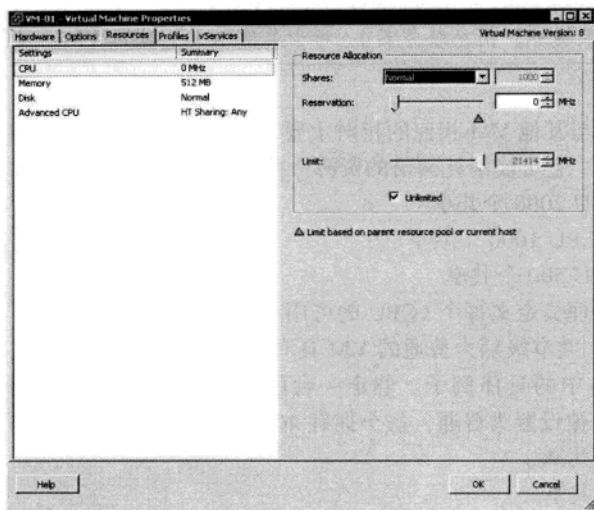 VM-01 - Virtual Machine Properties
Hardware Options Resources Profiles vServices Virtual Machine Version: 8
Settings Summary
CPU 0 MHz
Memory 512 MB
Disk Normal
Advanced CPU HT Sharing: Any
Resource Allocation
Shares: Normal 1000
Reservation: 0 MHz
Limit: 21414 MHz
Unlimited
Limit based on parent resource pool or current host
Help OK Cancel